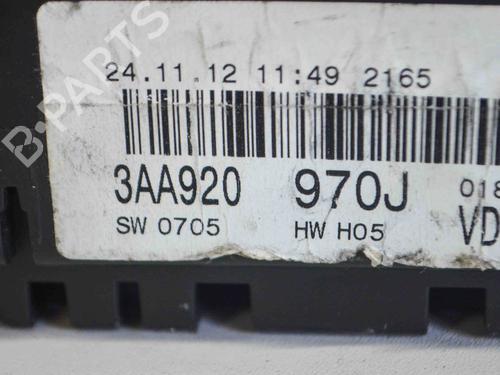 B-PARTS
24.11.12 11:49 2165
3AA920 970J 018
SW 0705 HW H05 VD